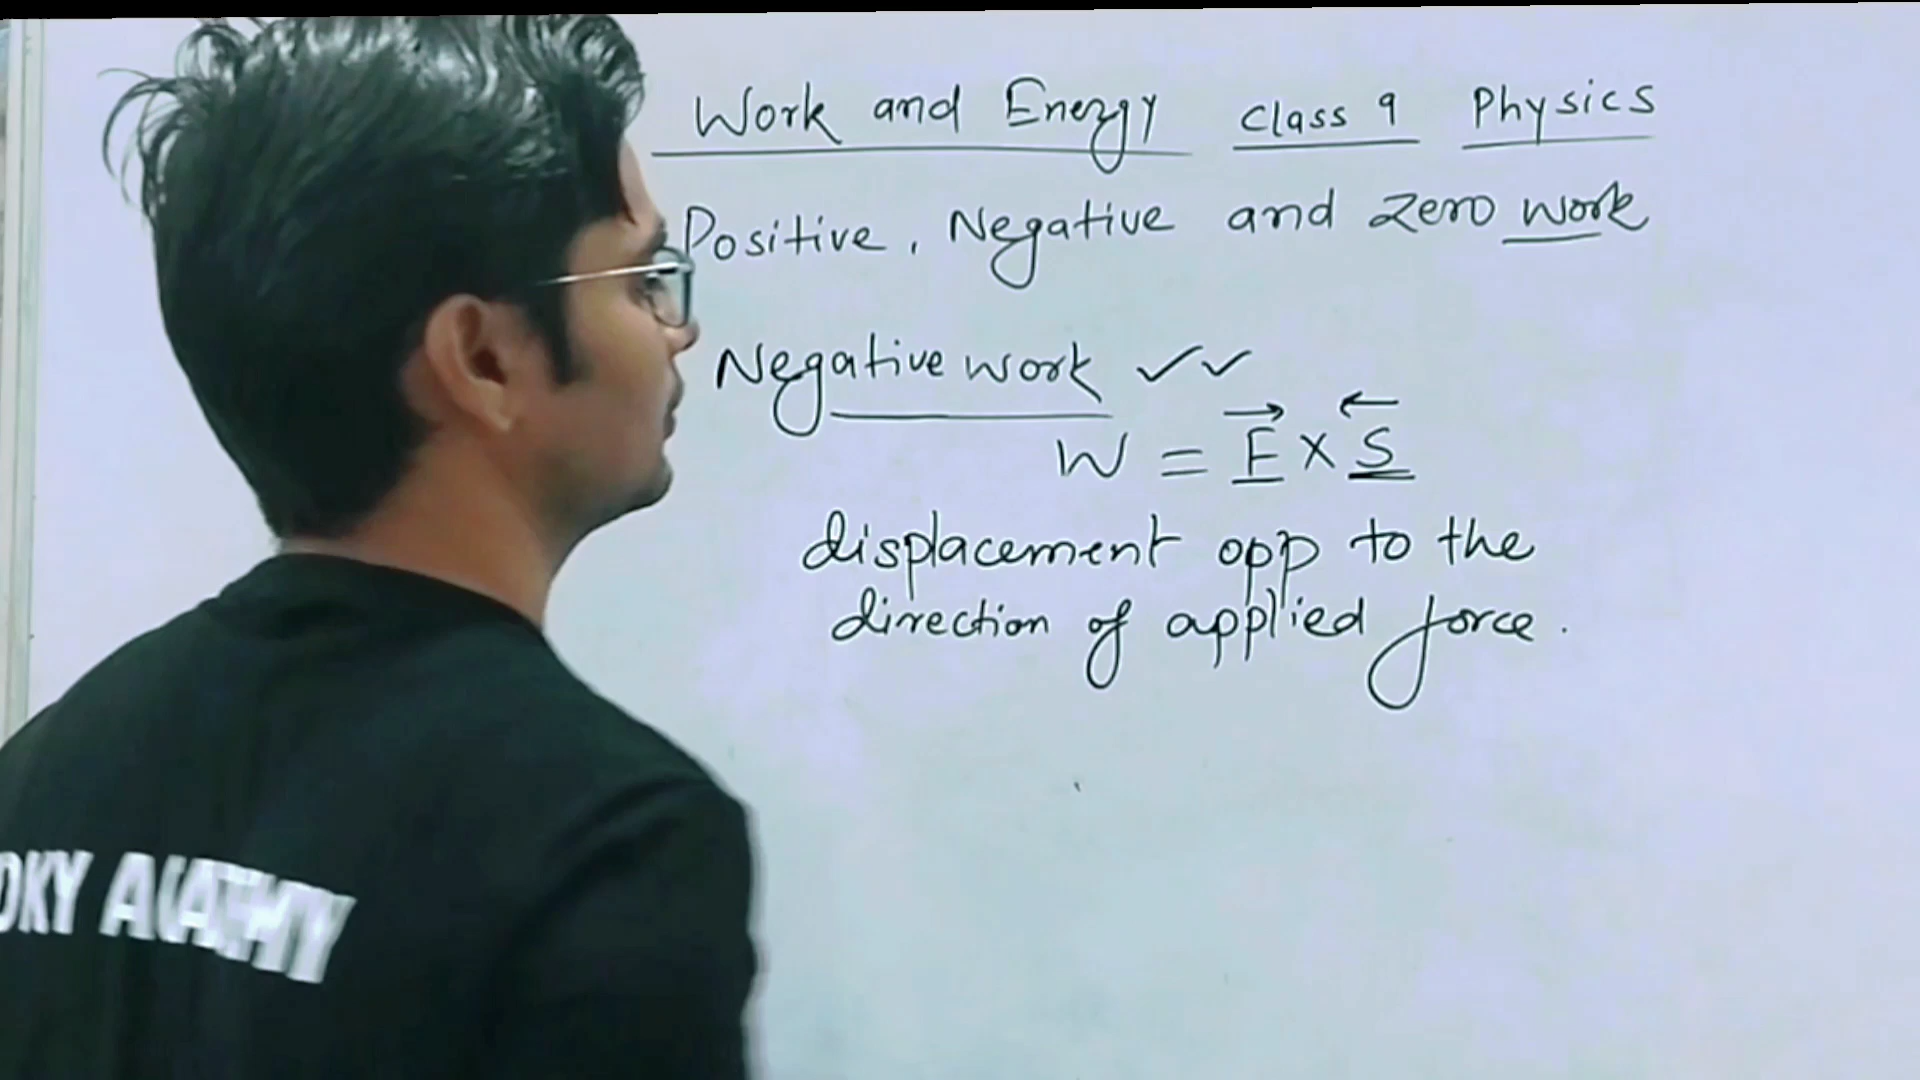 Work and Energy Class 9 Physics
Positive, Negative and zero work
Negative work ✓✓
W = F × S
displacement opp to the
direction of applied force.
ACADEMY